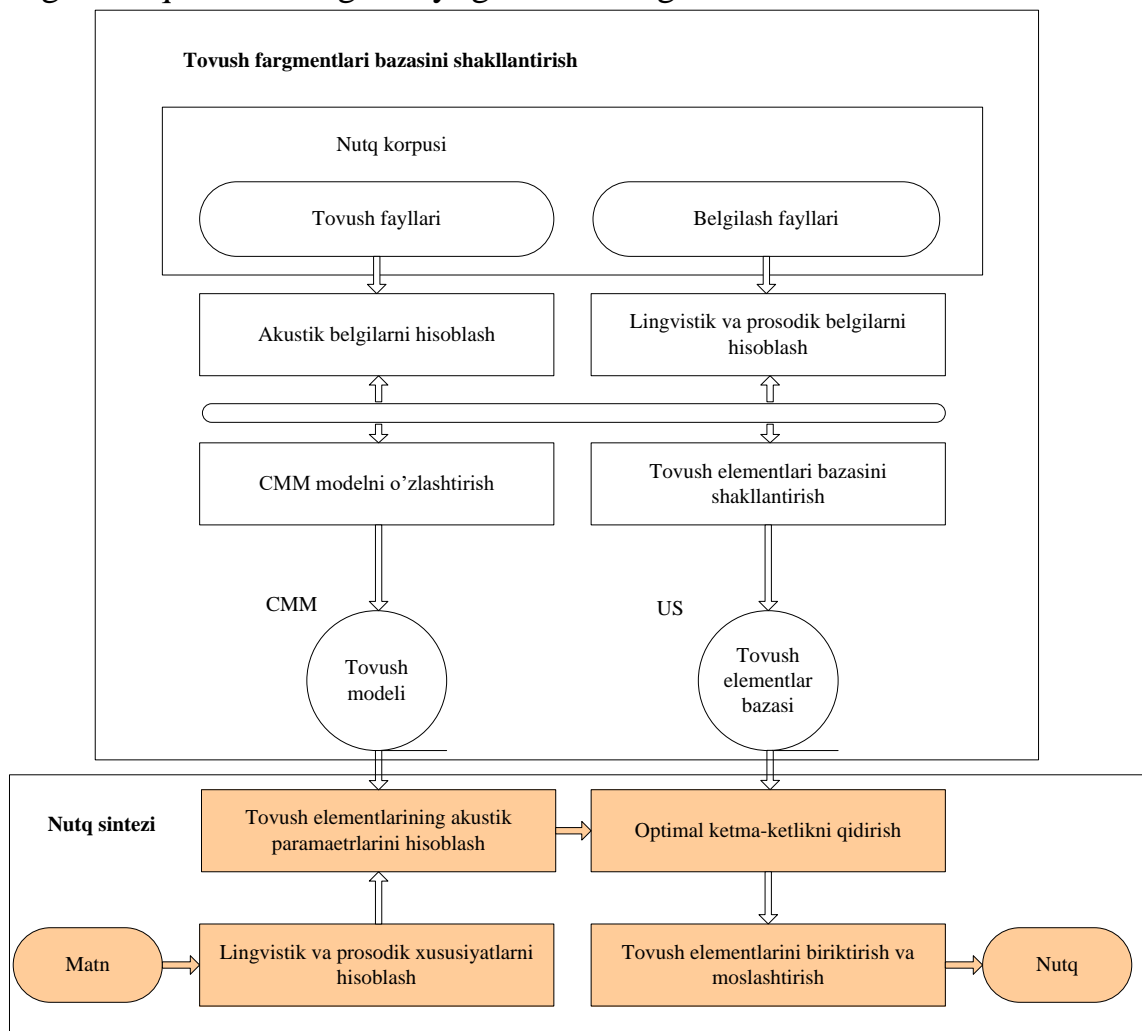 Tovush fargmentlari bazasini shakllantirish
Nutq korpusi
Tovush fayllari
Belgilash fayllari
Akustik belgilarni hisoblash
Lingvistik va prosodik belgilarni
hisoblash
CMM modelni o’zlashtirish
Tovush elementlari bazasini
shakllantirish
CMM
US
Tovush
modeli
Tovush
elementlar
bazasi
Nutq sintezi
Tovush elementlarining akustik
paramaetrlarini hisoblash
Optimal ketma-ketlikni qidirish
Matn
Lingvistik va prosodik xususiyatlarni
hisoblash
Tovush elementlarini biriktirish va
moslashtirish
Nutq